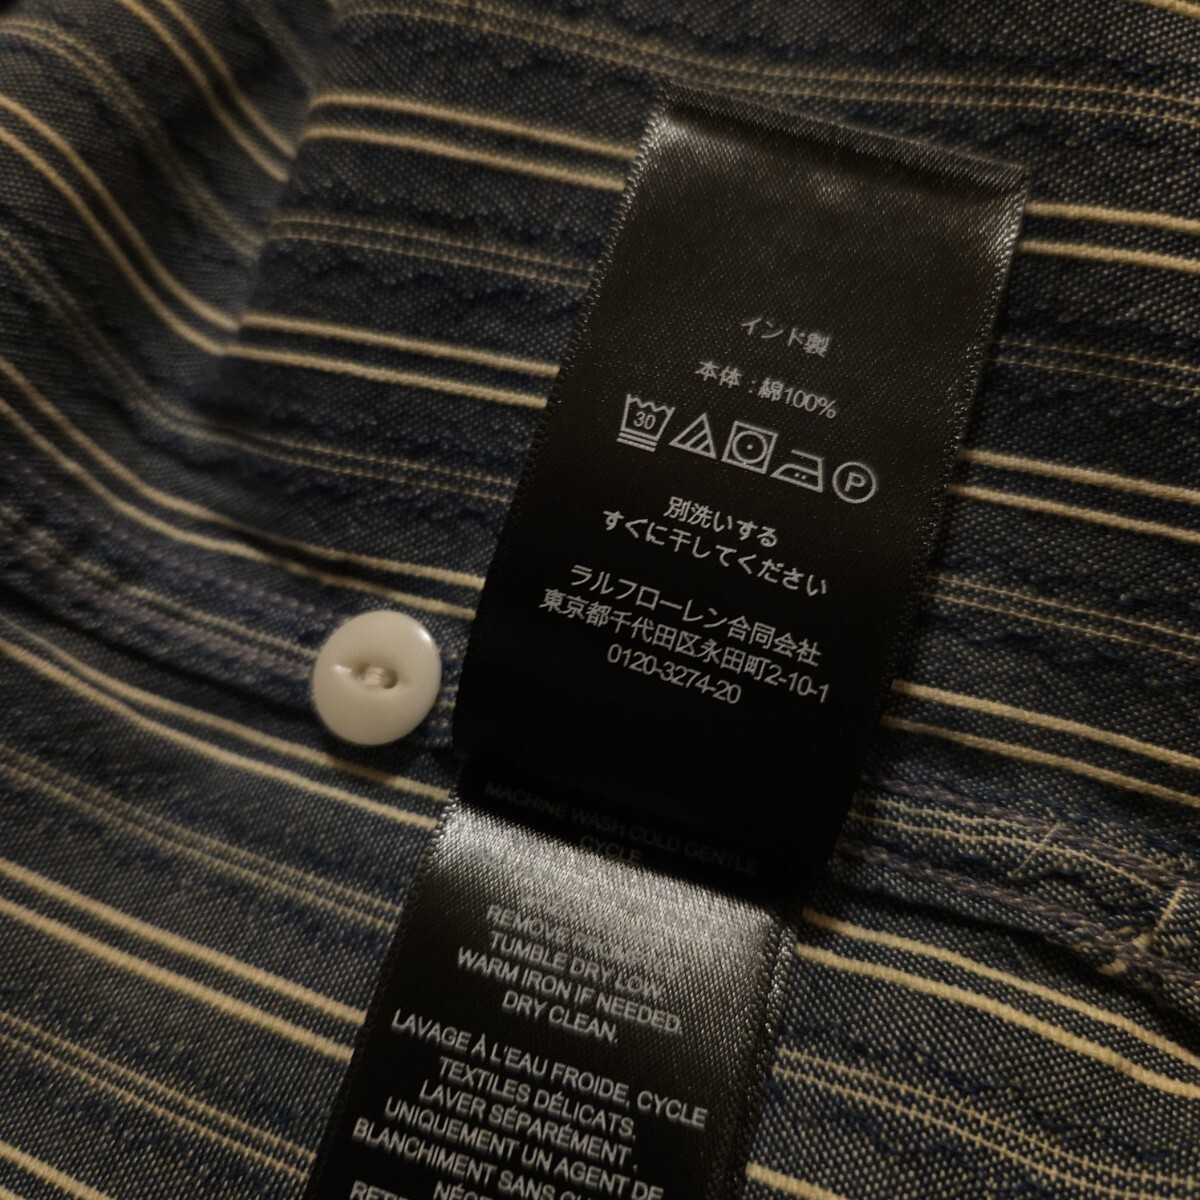 インド製
本体 : 綿100%
30
P
別洗いする
すぐに干してください
ラルフローレン合同会社
東京都千代田区永田町2-10-1
0120-3274-20
MACHINE WASH COLD GENTLE
CYCLE
REMOVE
TUMBLE DRY LOW.
WARM IRON IF NEEDED.
DRY CLEAN.
LAVAGE À L'EAU FROIDE, CYCLE
TEXTILES DÉLICATS.
LAVER SÉPARÉMENT.
UNIQUEMENT UN AGENT DE
BLANCHIMENT SANS